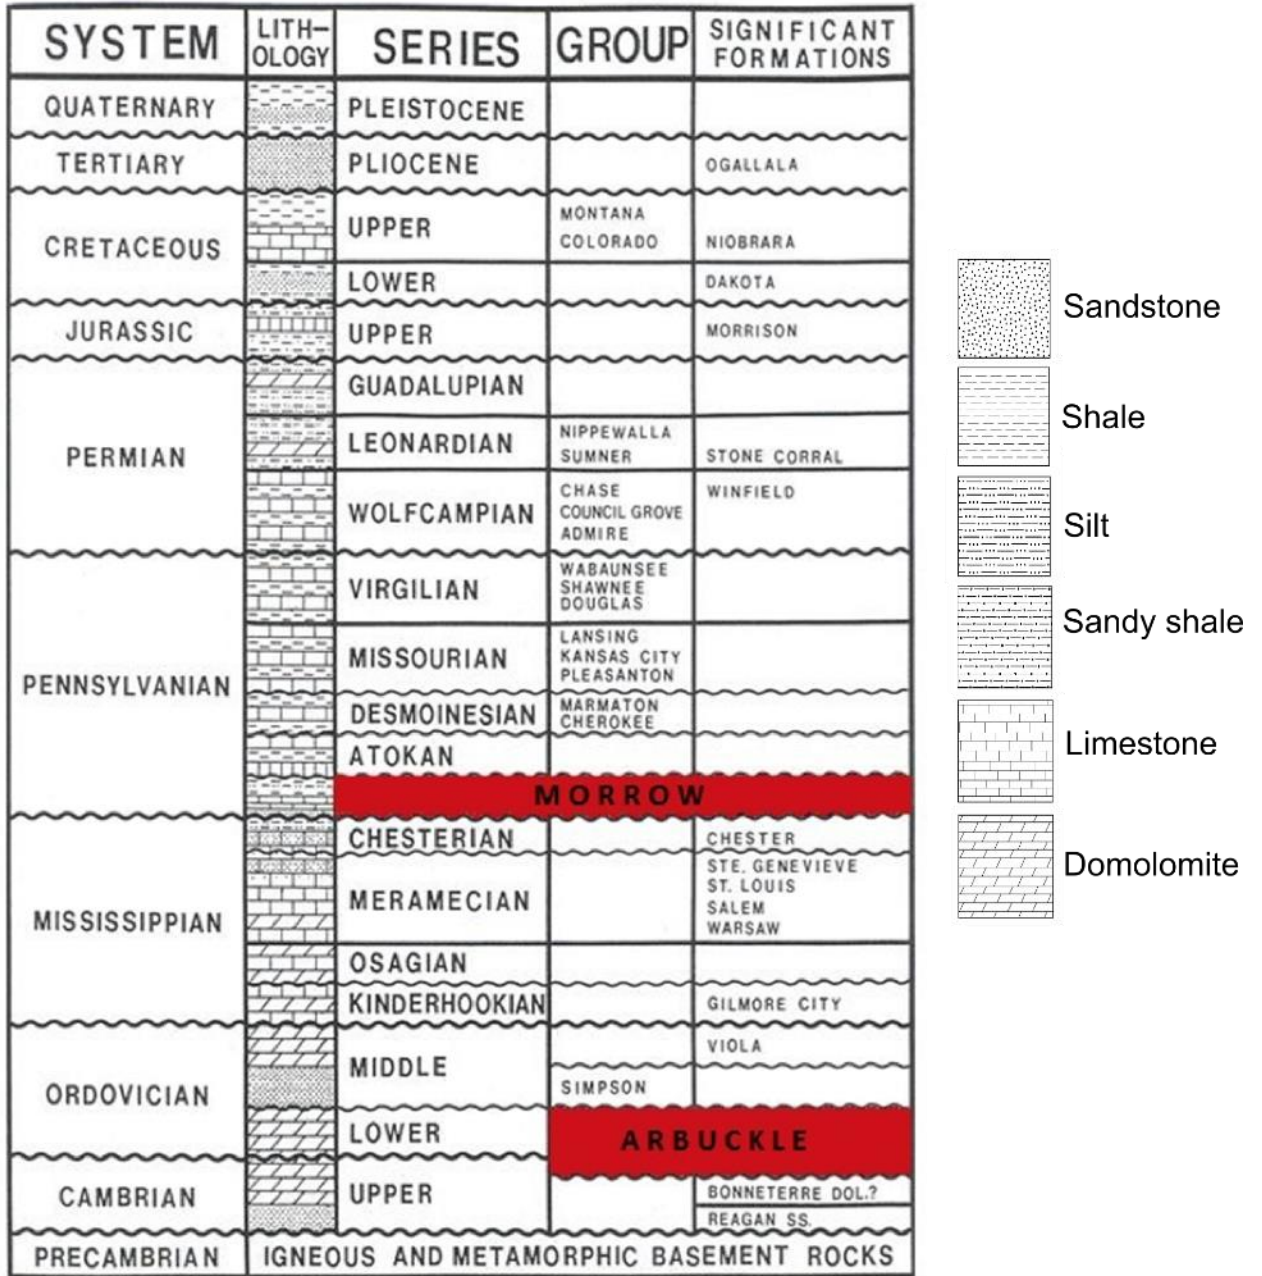 SYSTEM
LITH-
OLOGY
SERIES
GROUP
SIGNIFICANT
FORMATIONS
QUATERNARY
PLEISTOCENE
TERTIARY
PLIOCENE
OGALLALA
CRETACEOUS
UPPER
MONTANA
COLORADO
NIOBRARA
LOWER
DAKOTA
JURASSIC
UPPER
MORRISON
PERMIAN
GUADALUPIAN
LEONARDIAN
NIPPEWALLA
SUMNER
STONE CORRAL
WOLFCAMPIAN
CHASE
COUNCIL GROVE
ADMIRE
WINFIELD
PENNSYLVANIAN
VIRGILIAN
WABAUNSEE
SHAWNEE
DOUGLAS
MISSOURIAN
LANSING
KANSAS CITY
PLEASANTON
DESMOINESIAN
MARMATON
CHEROKEE
ATOKAN
MORROW
MISSISSIPPIAN
CHESTERIAN
CHESTER
MERAMECIAN
STE. GENEVIEVE
ST. LOUIS
SALEM
WARSAW
OSAGIAN
KINDERHOOKIAN
GILMORE CITY
ORDOVICIAN
MIDDLE
VIOLA
SIMPSON
LOWER
ARBUCKLE
CAMBRIAN
UPPER
BONNETERRE DOL.?
REAGAN SS.
PRECAMBRIAN
IGNEOUS AND METAMORPHIC BASEMENT ROCKS
Sandstone
Shale
Silt
Sandy shale
Limestone
Domolomite